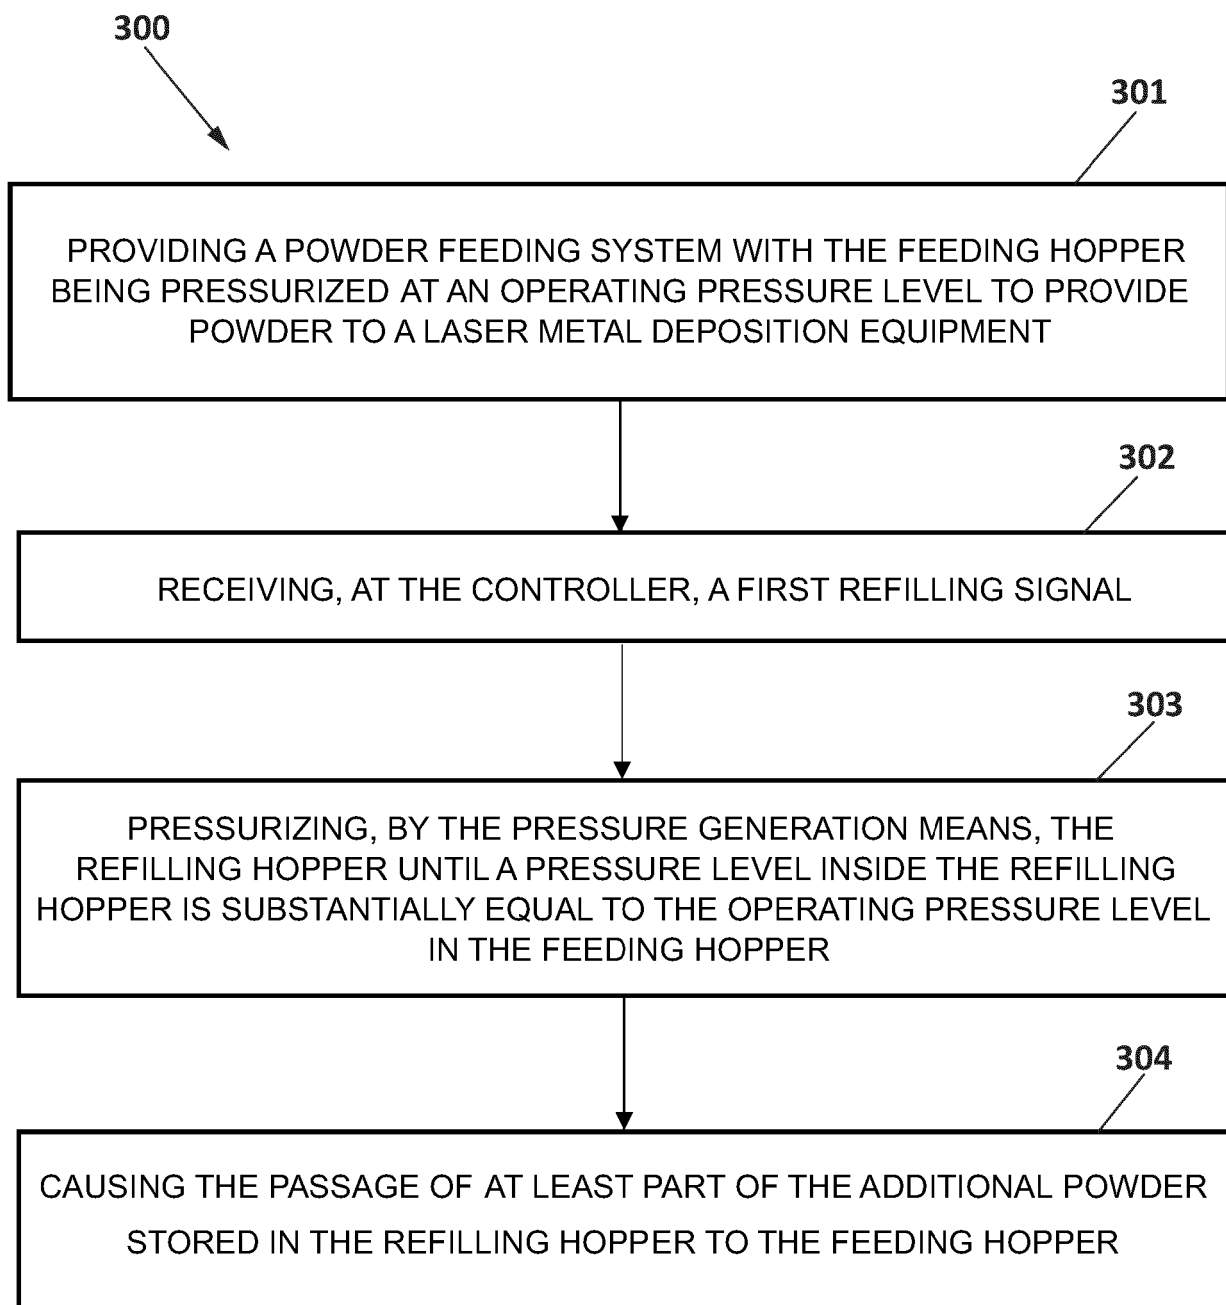 300
301
PROVIDING A POWDER FEEDING SYSTEM WITH THE FEEDING HOPPER
BEING PRESSURIZED AT AN OPERATING PRESSURE LEVEL TO PROVIDE
POWDER TO A LASER METAL DEPOSITION EQUIPMENT
302
RECEIVING, AT THE CONTROLLER, A FIRST REFILLING SIGNAL
303
PRESSURIZING, BY THE PRESSURE GENERATION MEANS, THE
REFILLING HOPPER UNTIL A PRESSURE LEVEL INSIDE THE REFILLING
HOPPER IS SUBSTANTIALLY EQUAL TO THE OPERATING PRESSURE LEVEL
IN THE FEEDING HOPPER
304
CAUSING THE PASSAGE OF AT LEAST PART OF THE ADDITIONAL POWDER
STORED IN THE REFILLING HOPPER TO THE FEEDING HOPPER